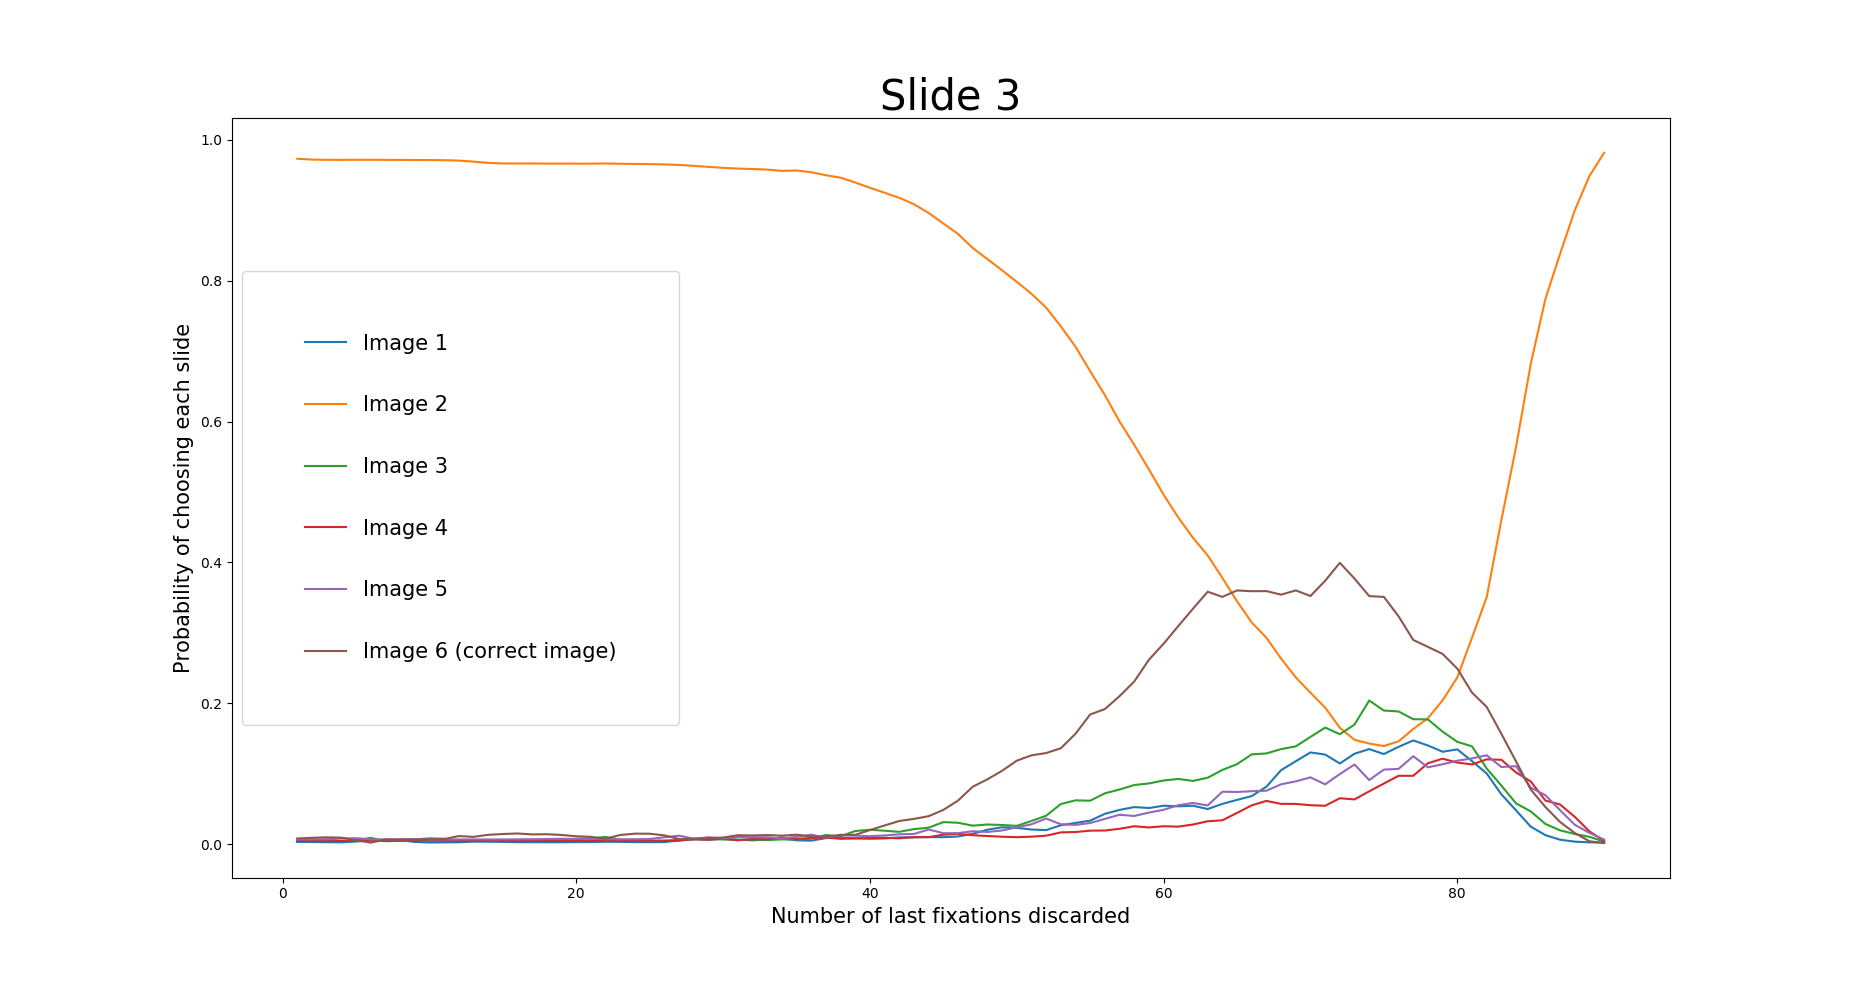 Slide 3
1.0
0.8
0.6
0.4
0.2
0.0
Probability of choosing each slide
Image 1
Image 2
Image 3
Image 4
Image 5
Image 6 (correct image)
0 20 40 60 80
Number of last fixations discarded